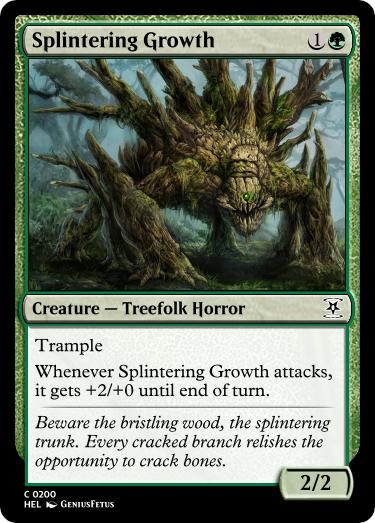 Splintering Growth 1
Creature — Treefolk Horror
Trample
Whenever Splintering Growth attacks,
it gets +2/+0 until end of turn.
Beware the bristling wood, the splintering
trunk. Every cracked branch relishes the
opportunity to crack bones.
2/2
C 0200
HEL GeniusFetus